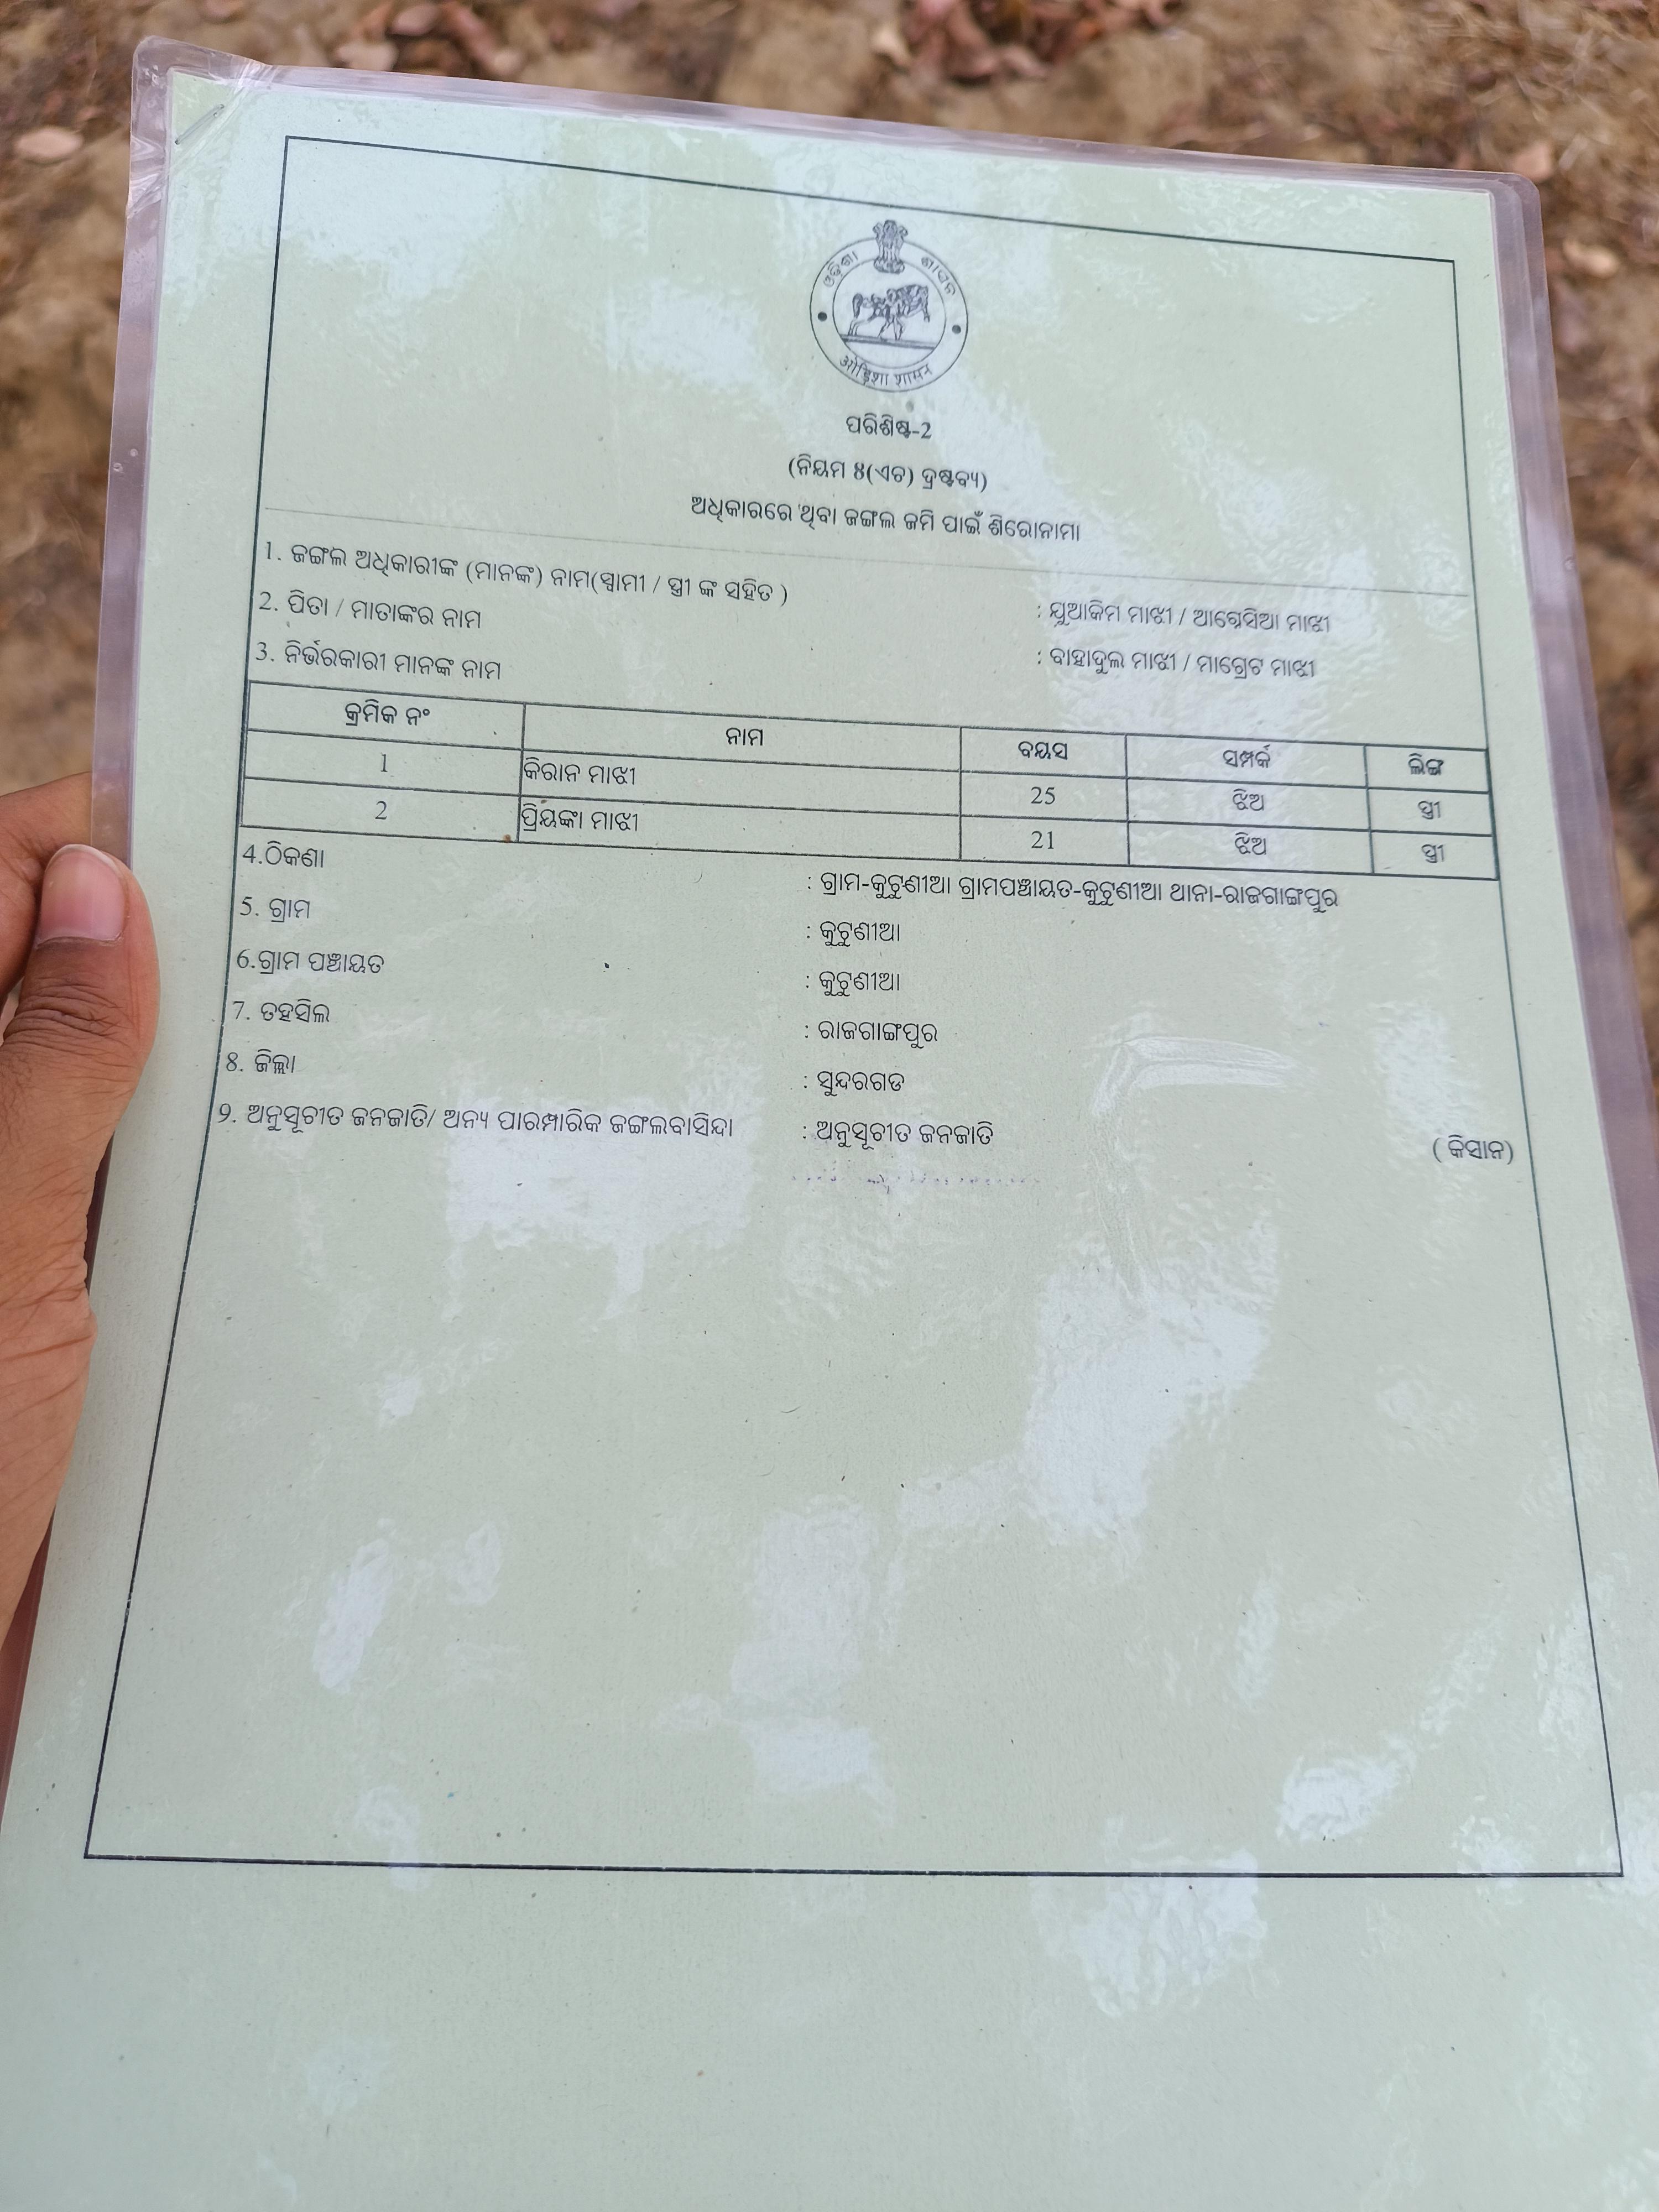 ଓଡ଼ିଶା ଶାସନ
ओड़िशा शासन
ପରିଶିଷ୍ଟ-2
(ନିୟମ ୫(ଏଚ) ଦ୍ରଷ୍ଟବ୍ୟ)
ଅଧିକାରରେ ଥିବା ଜଙ୍ଗଲ ଜମି ପାଇଁ ଶିରୋନାମା
1. ଜଙ୍ଗଲ ଅଧିକାରୀଙ୍କ (ମାନଙ୍କ) ନାମ(ସ୍ୱାମୀ / ସ୍ତ୍ରୀ ଙ୍କ ସହିତ ) : ଯୁଆକିମ ମାଝୀ / ଆଗ୍ନେସିଆ ମାଝୀ
2. ପିତା / ମାତାଙ୍କର ନାମ : ବାହାଦୁଲ ମାଝୀ / ମାଗ୍ରେଟ ମାଝୀ
3. ନିର୍ଭରକାରୀ ମାନଙ୍କ ନାମ
କ୍ରମିକ ନଂ ନାମ ବୟସ ସମ୍ପର୍କ ଲିଙ୍ଗ
1 କିରାନ ମାଝୀ 25 ଝିଅ ସ୍ତ୍ରୀ
2 ପ୍ରିୟଙ୍କା ମାଝୀ 21 ଝିଅ ସ୍ତ୍ରୀ
4.ଠିକଣା : ଗ୍ରାମ-କୁଟୁଣୀଆ ଗ୍ରାମପଞ୍ଚାୟତ-କୁଟୁଣୀଆ ଥାନା-ରାଜଗାଙ୍ଗପୁର
5. ଗ୍ରାମ : କୁଟୁଣୀଆ
6.ଗ୍ରାମ ପଞ୍ଚାୟତ : କୁଟୁଣୀଆ
7. ତହସିଲ : ରାଜଗାଙ୍ଗପୁର
8. ଜିଲ୍ଲା : ସୁନ୍ଦରଗଡ
9. ଅନୁସୂଚୀତ ଜନଜାତି/ ଅନ୍ୟ ପାରମ୍ପାରିକ ଜଙ୍ଗଲବାସିନ୍ଦା : ଅନୁସୂଚୀତ ଜନଜାତି ( କିସାନ)